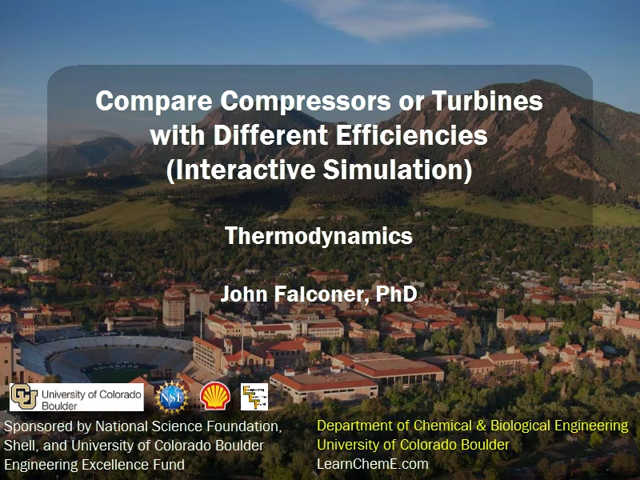 Compare Compressors or Turbines
with Different Efficiencies
(Interactive Simulation)
Thermodynamics
John Falconer, PhD
CU
University of Colorado
Boulder
NSF
Sponsored by National Science Foundation,
Shell, and University of Colorado Boulder
Engineering Excellence Fund
Department of Chemical & Biological Engineering
University of Colorado Boulder
LearnChemE.com